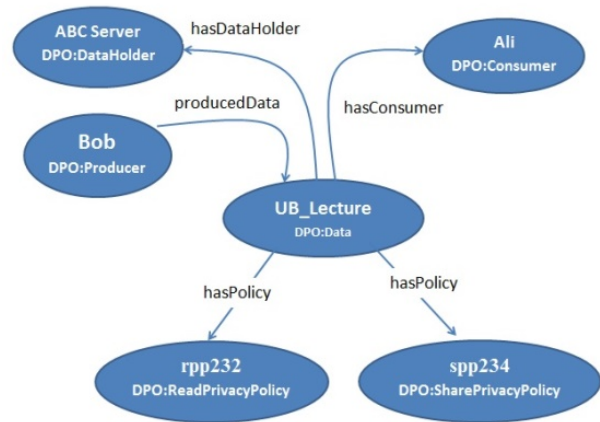 ABC Server
DPO:DataHolder
hasDataHolder
Ali
DPO:Consumer
producedData
hasConsumer
Bob
DPO:Producer
UB_Lecture
DPO:Data
hasPolicy
hasPolicy
rpp232
DPO:ReadPrivacyPolicy
spp234
DPO:SharePrivacyPolicy